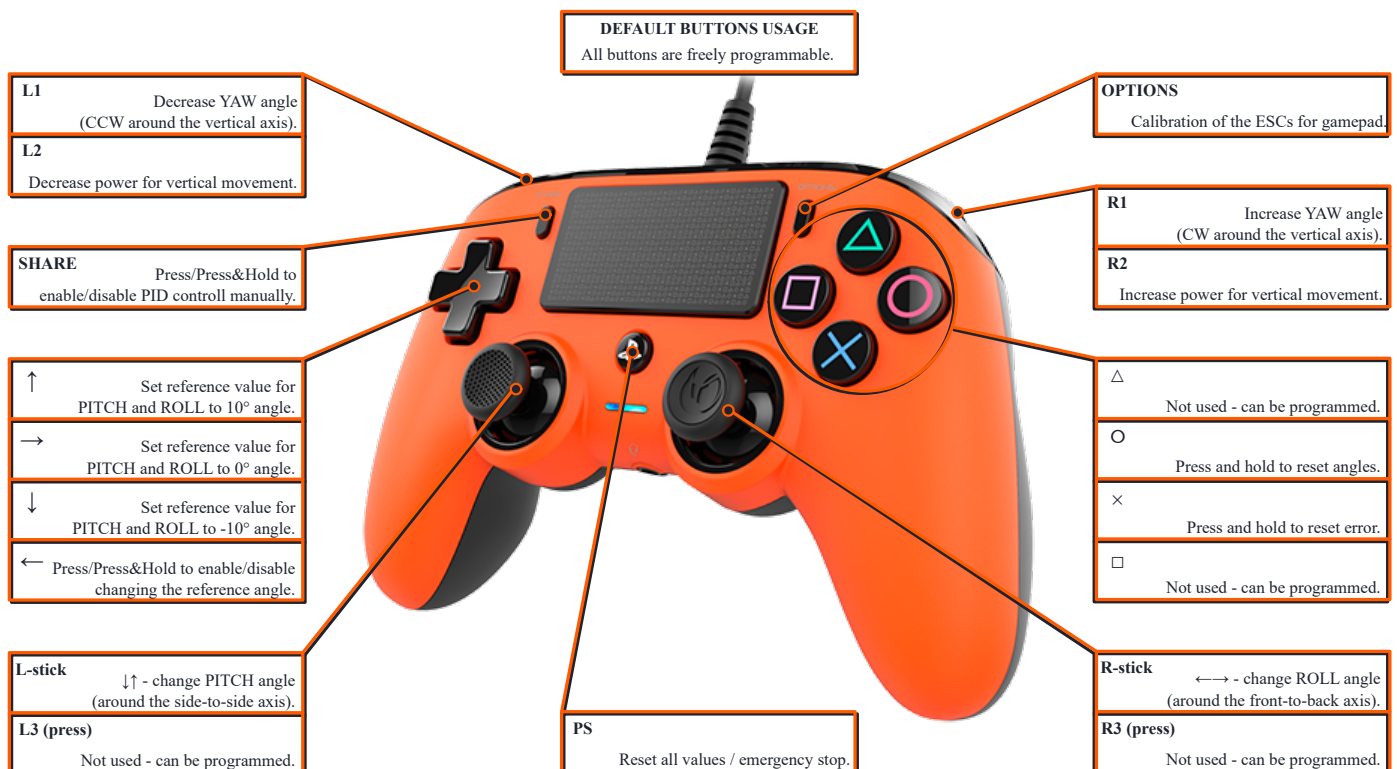 DEFAULT BUTTONS USAGE
All buttons are freely programmable.
L1
Decrease YAW angle
(CCW around the vertical axis).
L2
Decrease power for vertical movement.
SHARE
Press/Press&Hold to
enable/disable PID controll manually.
↑
Set reference value for
PITCH and ROLL to 10° angle.
→
Set reference value for
PITCH and ROLL to 0° angle.
↓
Set reference value for
PITCH and ROLL to -10° angle.
← Press/Press&Hold to enable/disable
changing the reference angle.
L-stick
↓↑ - change PITCH angle
(around the side-to-side axis).
L3 (press)
Not used - can be programmed.
PS
Reset all values / emergency stop.
OPTIONS
Calibration of the ESCs for gamepad.
R1
Increase YAW angle
(CW around the vertical axis).
R2
Increase power for vertical movement.
△
Not used - can be programmed.
O
Press and hold to reset angles.
×
Press and hold to reset error.
□
Not used - can be programmed.
R-stick
←→ - change ROLL angle
(around the front-to-back axis).
R3 (press)
Not used - can be programmed.